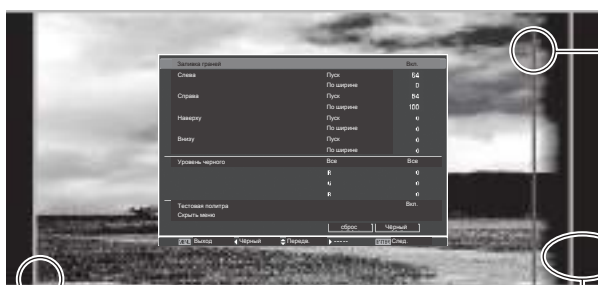 Заливка граней Вкл.
Слева Пуск 64
По ширине 0
Справа Пуск 64
По ширине 100
Наверху Пуск 0
По ширине 0
Внизу Пуск 0
По ширине 0
Уровень черного Все Все
R 0
0
0
Тестовая политра Вкл.
Скрыть меню
сброс Чёрный
Выход Чёрный Передв. ----- След.